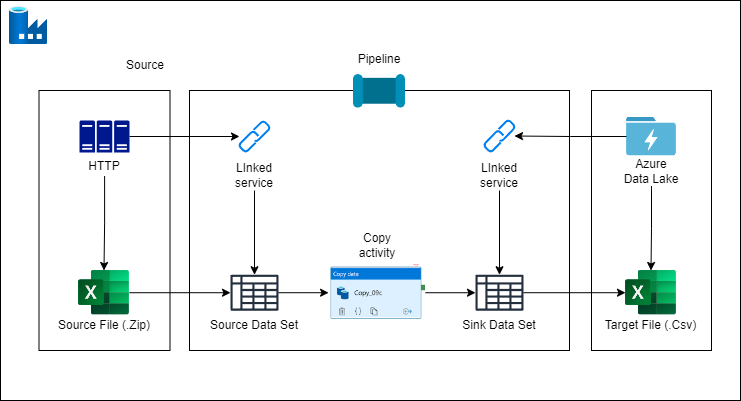 Pipeline
Source
HTTP
LInked
service
LInked
service
Azure
Data Lake
Copy
activity
Copy data
Copy_09c
Source File (.Zip)
Source Data Set
Sink Data Set
Target File (.Csv)